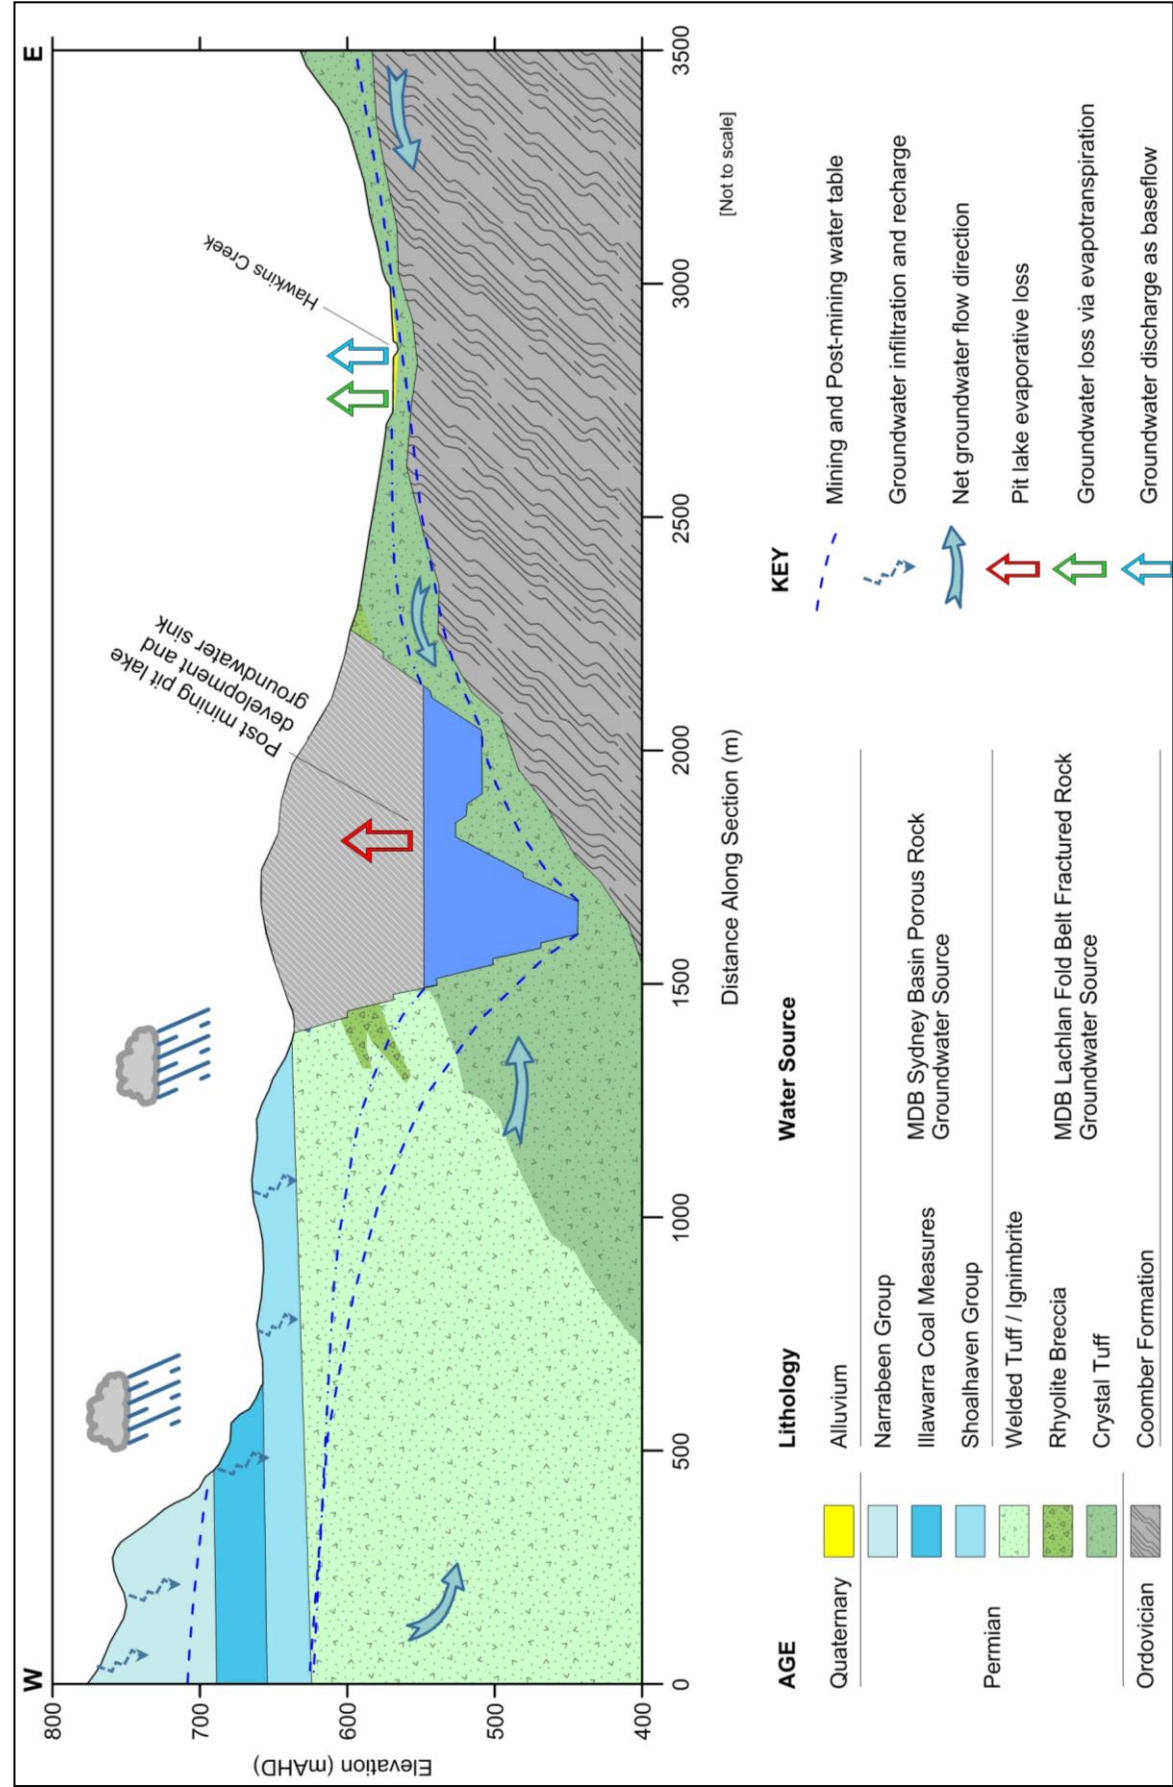 W
E
800
700
600
500
400
Elevation (mAHD)
0
500
1000
1500
2000
2500
3000
3500
Distance Along Section (m)
[Not to scale]
Post mining pit lake
development and
groundwater sink
Hawkins Creek
AGE
Lithology
Water Source
KEY
Quaternary
Alluvium
Permian
Narrabeen Group
Illawarra Coal Measures
Shoalhaven Group
MDB Sydney Basin Porous Rock
Groundwater Source
Welded Tuff / Ignimbrite
Rhyolite Breccia
Crystal Tuff
Ordovician
Coomber Formation
MDB Lachlan Fold Belt Fractured Rock
Groundwater Source
Mining and Post-mining water table
Groundwater infiltration and recharge
Net groundwater flow direction
Pit lake evaporative loss
Groundwater loss via evapotranspiration
Groundwater discharge as baseflow